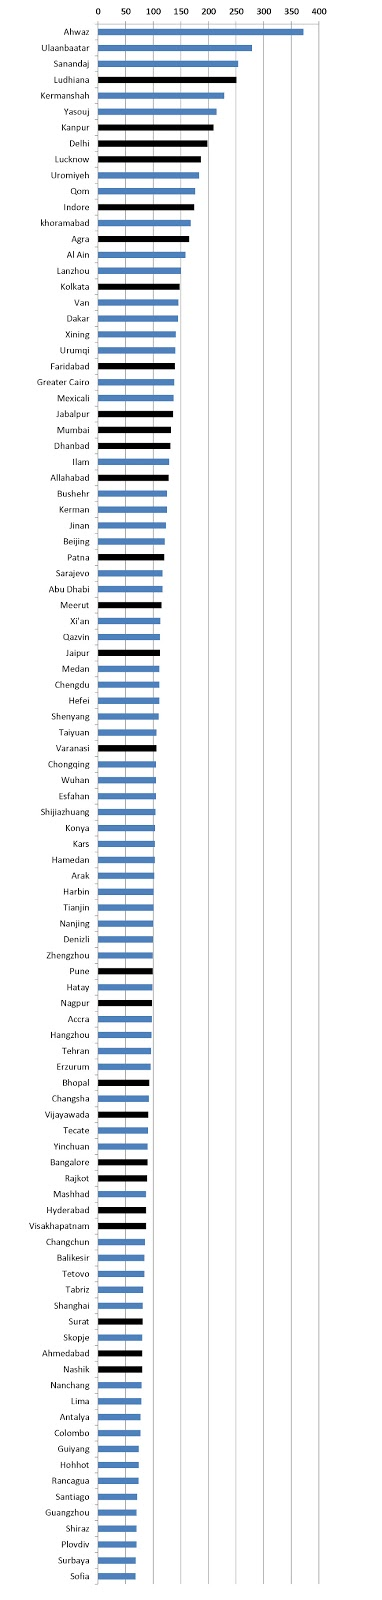 0 50 100 150 200 250 300 350 400
Ahwaz
Ulaanbaatar
Sanandaj
Ludhiana
Kermanshah
Yasouj
Kanpur
Delhi
Lucknow
Uromiyeh
Qom
Indore
khoramabad
Agra
Al Ain
Lanzhou
Kolkata
Van
Dakar
Xining
Urumqi
Faridabad
Greater Cairo
Mexicali
Jabalpur
Mumbai
Dhanbad
Ilam
Allahabad
Bushehr
Kerman
Jinan
Beijing
Patna
Sarajevo
Abu Dhabi
Meerut
Xi'an
Qazvin
Jaipur
Medan
Chengdu
Hefei
Shenyang
Taiyuan
Varanasi
Chongqing
Wuhan
Esfahan
Shijiazhuang
Konya
Kars
Hamedan
Arak
Harbin
Tianjin
Nanjing
Denizli
Zhengzhou
Pune
Hatay
Nagpur
Accra
Hangzhou
Tehran
Erzurum
Bhopal
Changsha
Vijayawada
Tecate
Yinchuan
Bangalore
Rajkot
Mashhad
Hyderabad
Visakhapatnam
Changchun
Balikesir
Tetovo
Tabriz
Shanghai
Surat
Skopje
Ahmedabad
Nashik
Nanchang
Lima
Antalya
Colombo
Guiyang
Hohhot
Rancagua
Santiago
Guangzhou
Shiraz
Plovdiv
Surbaya
Sofia